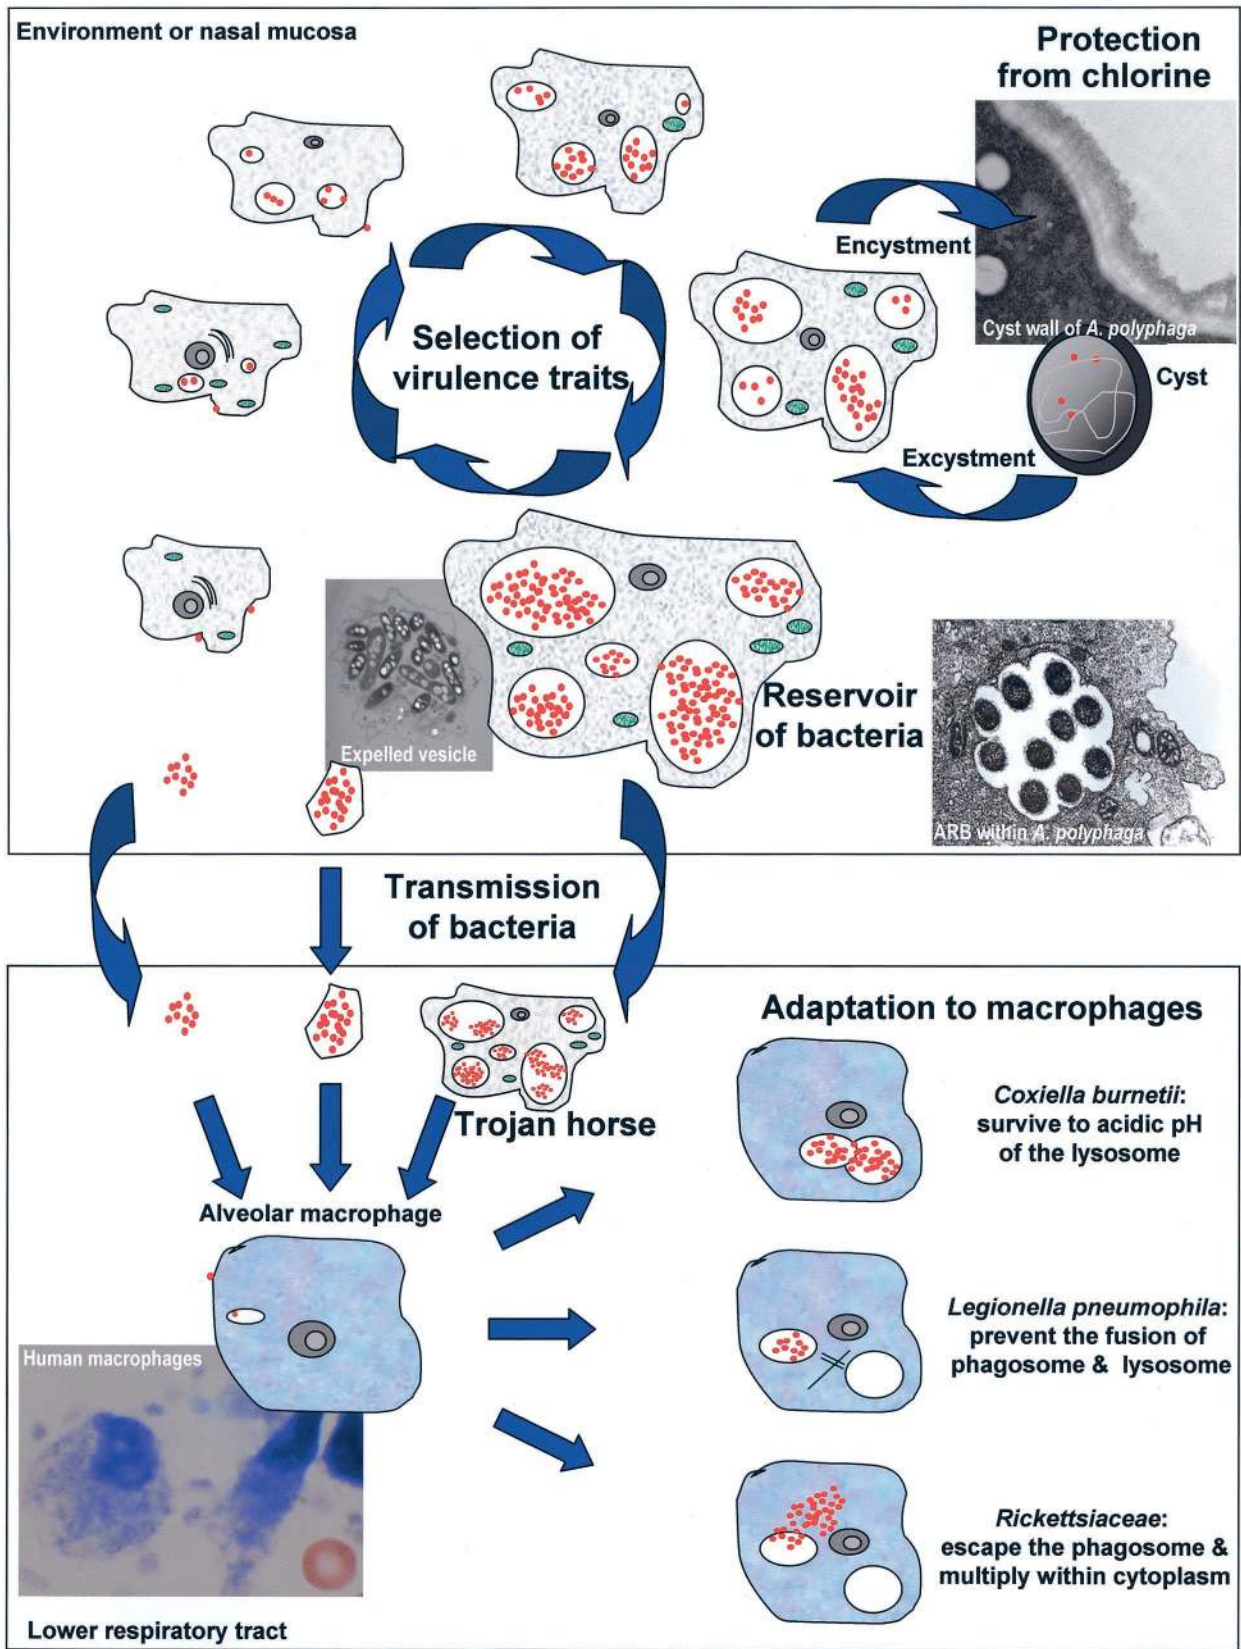 Environment or nasal mucosa
Protection
from chlorine
Encystment
Cyst wall of A. polyphaga
Selection of
virulence traits
Cyst
Excystment
Expelled vesicle
Reservoir
of bacteria
ARB within A. polyphaga
Transmission
of bacteria
Adaptation to macrophages
Trojan horse
Coxiella burnetii:
survive to acidic pH
of the lysosome
Alveolar macrophage
Legionella pneumophila:
prevent the fusion of
phagosome & lysosome
Human macrophages
Rickettsiaceae:
escape the phagosome &
multiply within cytoplasm
Lower respiratory tract